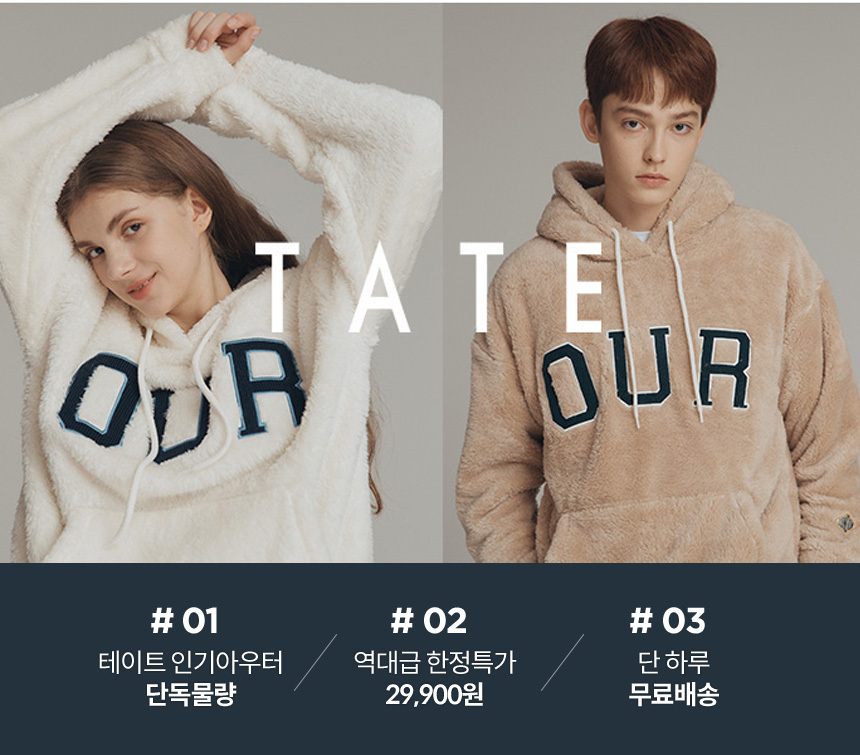 TATE
OUR
OUR
# 01
테이트 인기아우터
단독물량
# 02
역대급 한정특가
29,900원
# 03
단 하루
무료배송